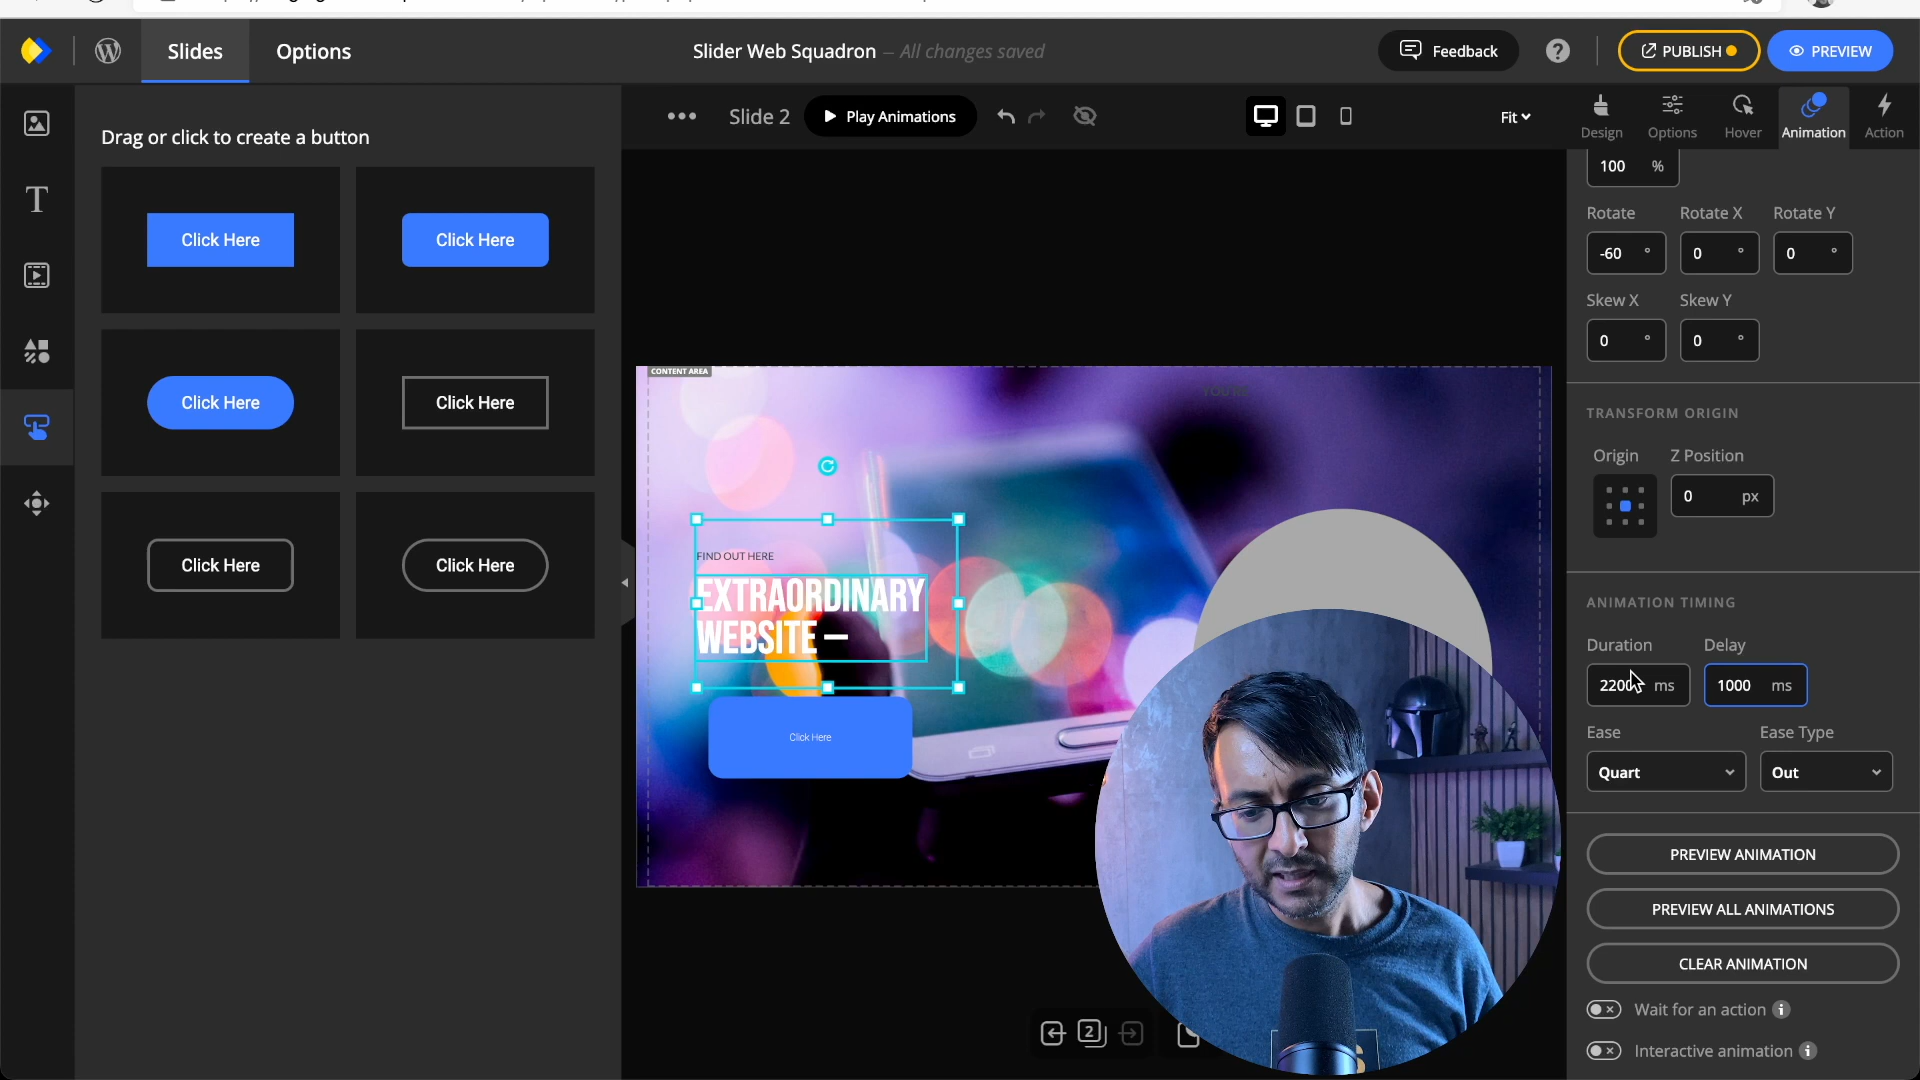 Slides
Options
Slider Web Squadron – All changes saved
Feedback
?
PUBLISH
PREVIEW
Drag or click to create a button
Slide 2
Play Animations
Fit
Design
Options
Hover
Animation
Action
Click Here
Click Here
Click Here
Click Here
Click Here
Click Here
CONTENT AREA
FIND OUT HERE
EXTRAORDINARY
WEBSITE —
Click Here
2
100 %
Rotate
Rotate X
Rotate Y
-60 °
0 °
0 °
Skew X
Skew Y
0 °
0 °
TRANSFORM ORIGIN
Origin
Z Position
0 px
ANIMATION TIMING
Duration
Delay
2200 ms
1000 ms
Ease
Ease Type
Quart
Out
PREVIEW ANIMATION
PREVIEW ALL ANIMATIONS
CLEAR ANIMATION
Wait for an action
Interactive animation